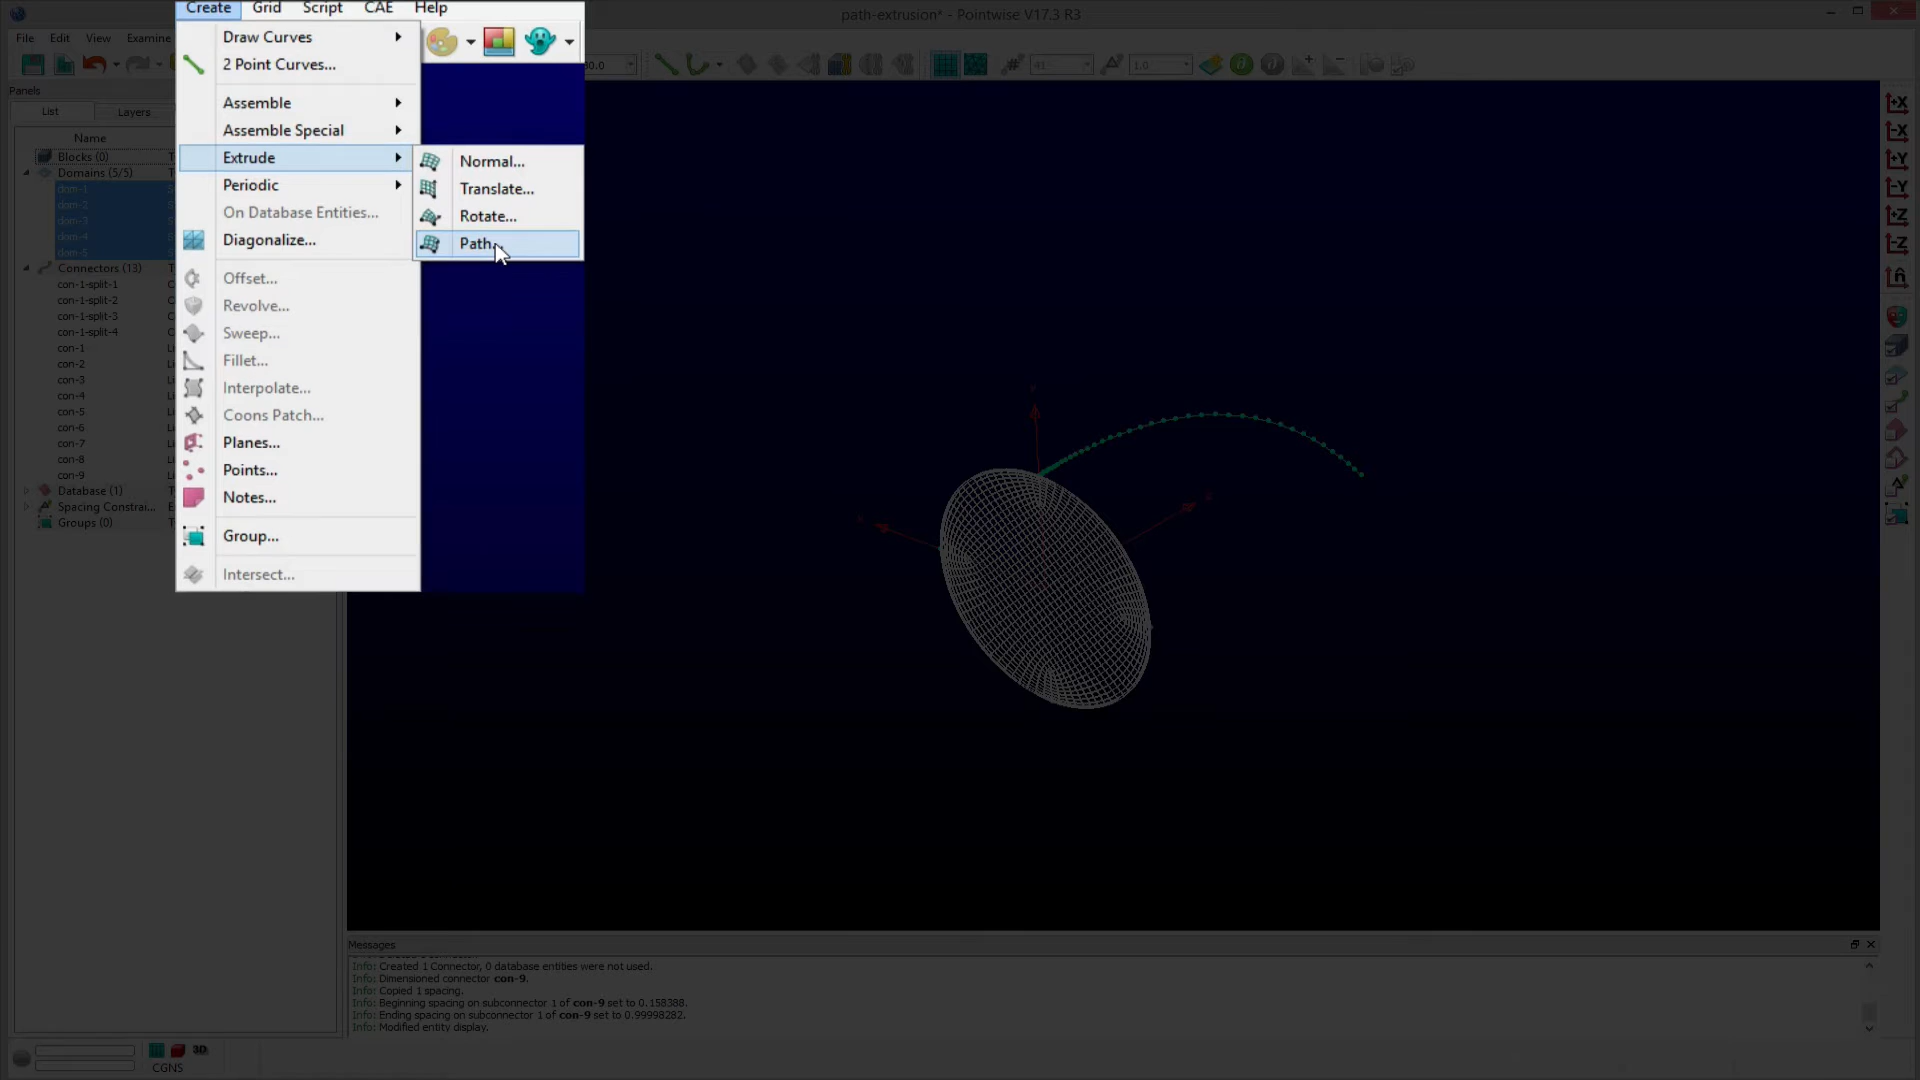 path-extrusion* - Pointwise V17.3 R3
File Edit View Examine Create Grid Script CAE Help
Draw Curves
2 Point Curves...
Assemble
Assemble Special
Extrude
Periodic
On Database Entities...
Diagonalize...
Offset...
Revolve...
Sweep...
Fillet...
Interpolate...
Coons Patch...
Planes...
Points...
Notes...
Group...
Intersect...
Normal...
Translate...
Rotate...
Path...
Panels
List Layers
Name
Blocks (0)
Domains (5/5)
dom-1
dom-2
dom-3
dom-4
dom-5
Connectors (13)
con-1-split-1
con-1-split-2
con-1-split-3
con-1-split-4
con-1
con-2
con-3
con-4
con-5
con-6
con-7
con-8
con-9
Database (1)
Spacing Constrai...
Groups (0)
0.0
41
1.0
+X
-X
+Y
-Y
+Z
-Z
Messages
Info: Created 1 Connector, 0 database entities were not used.
Info: Dimensioned connector con-9.
Info: Copied 1 spacing.
Info: Beginning spacing on subconnector 1 of con-9 set to 0.158388.
Info: Ending spacing on subconnector 1 of con-9 set to 0.99998282.
Info: Modified entity display.
3D
CGNS